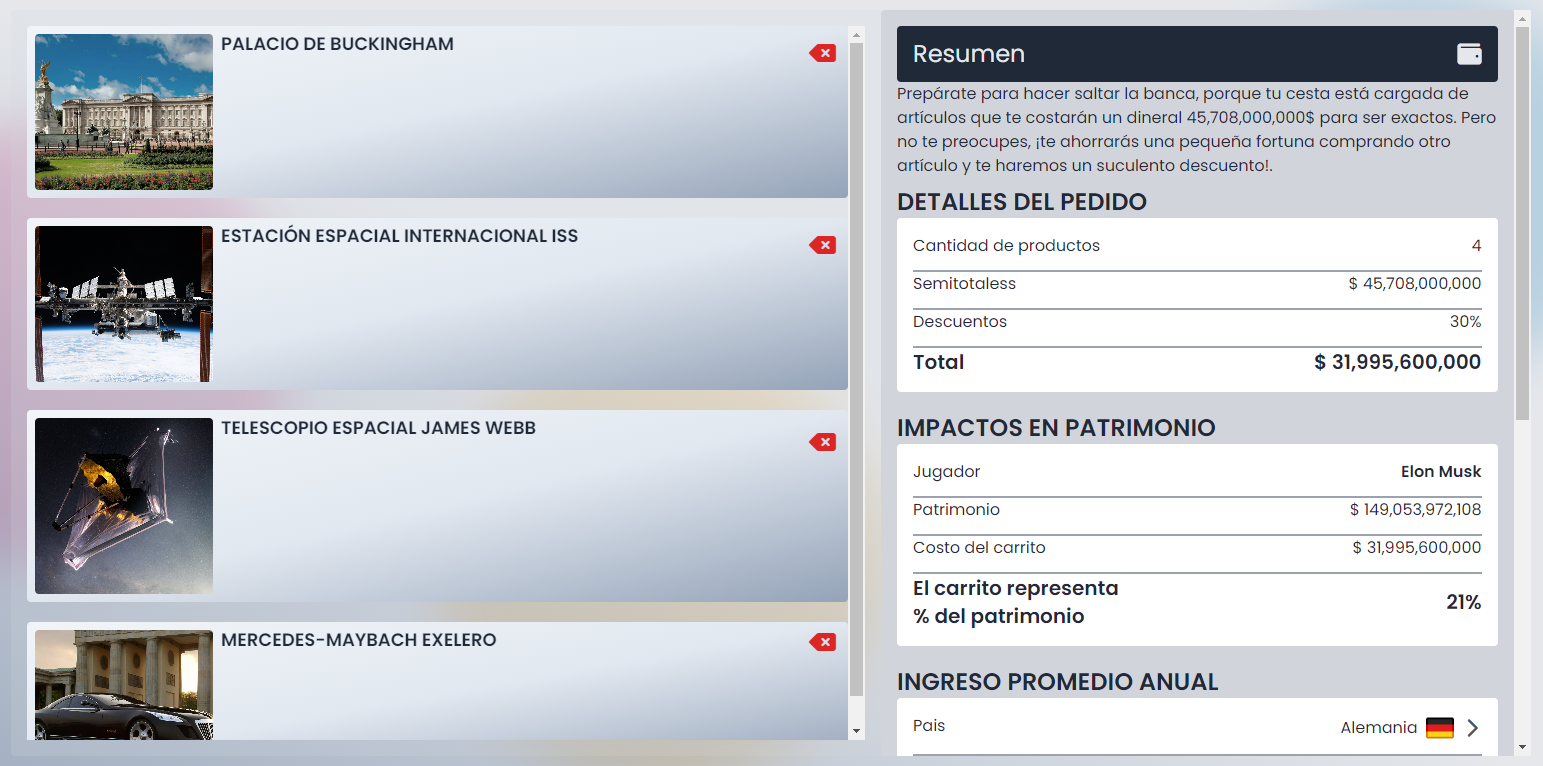 PALACIO DE BUCKINGHAM
ESTACIÓN ESPACIAL INTERNACIONAL ISS
TELESCOPIO ESPACIAL JAMES WEBB
MERCEDES-MAYBACH EXELERO
Resumen
Prepárate para hacer saltar la banca, porque tu cesta está cargada de
artículos que te costarán un dineral 45,708,000,000$ para ser exactos. Pero
no te preocupes, ¡te ahorrarás una pequeña fortuna comprando otro
artículo y te haremos un suculento descuento!.
DETALLES DEL PEDIDO
Cantidad de productos 4
Semitotaless $ 45,708,000,000
Descuentos 30%
Total $ 31,995,600,000
IMPACTOS EN PATRIMONIO
Jugador Elon Musk
Patrimonio $ 149,053,972,108
Costo del carrito $ 31,995,600,000
El carrito representa
% del patrimonio 21%
INGRESO PROMEDIO ANUAL
Pais Alemania